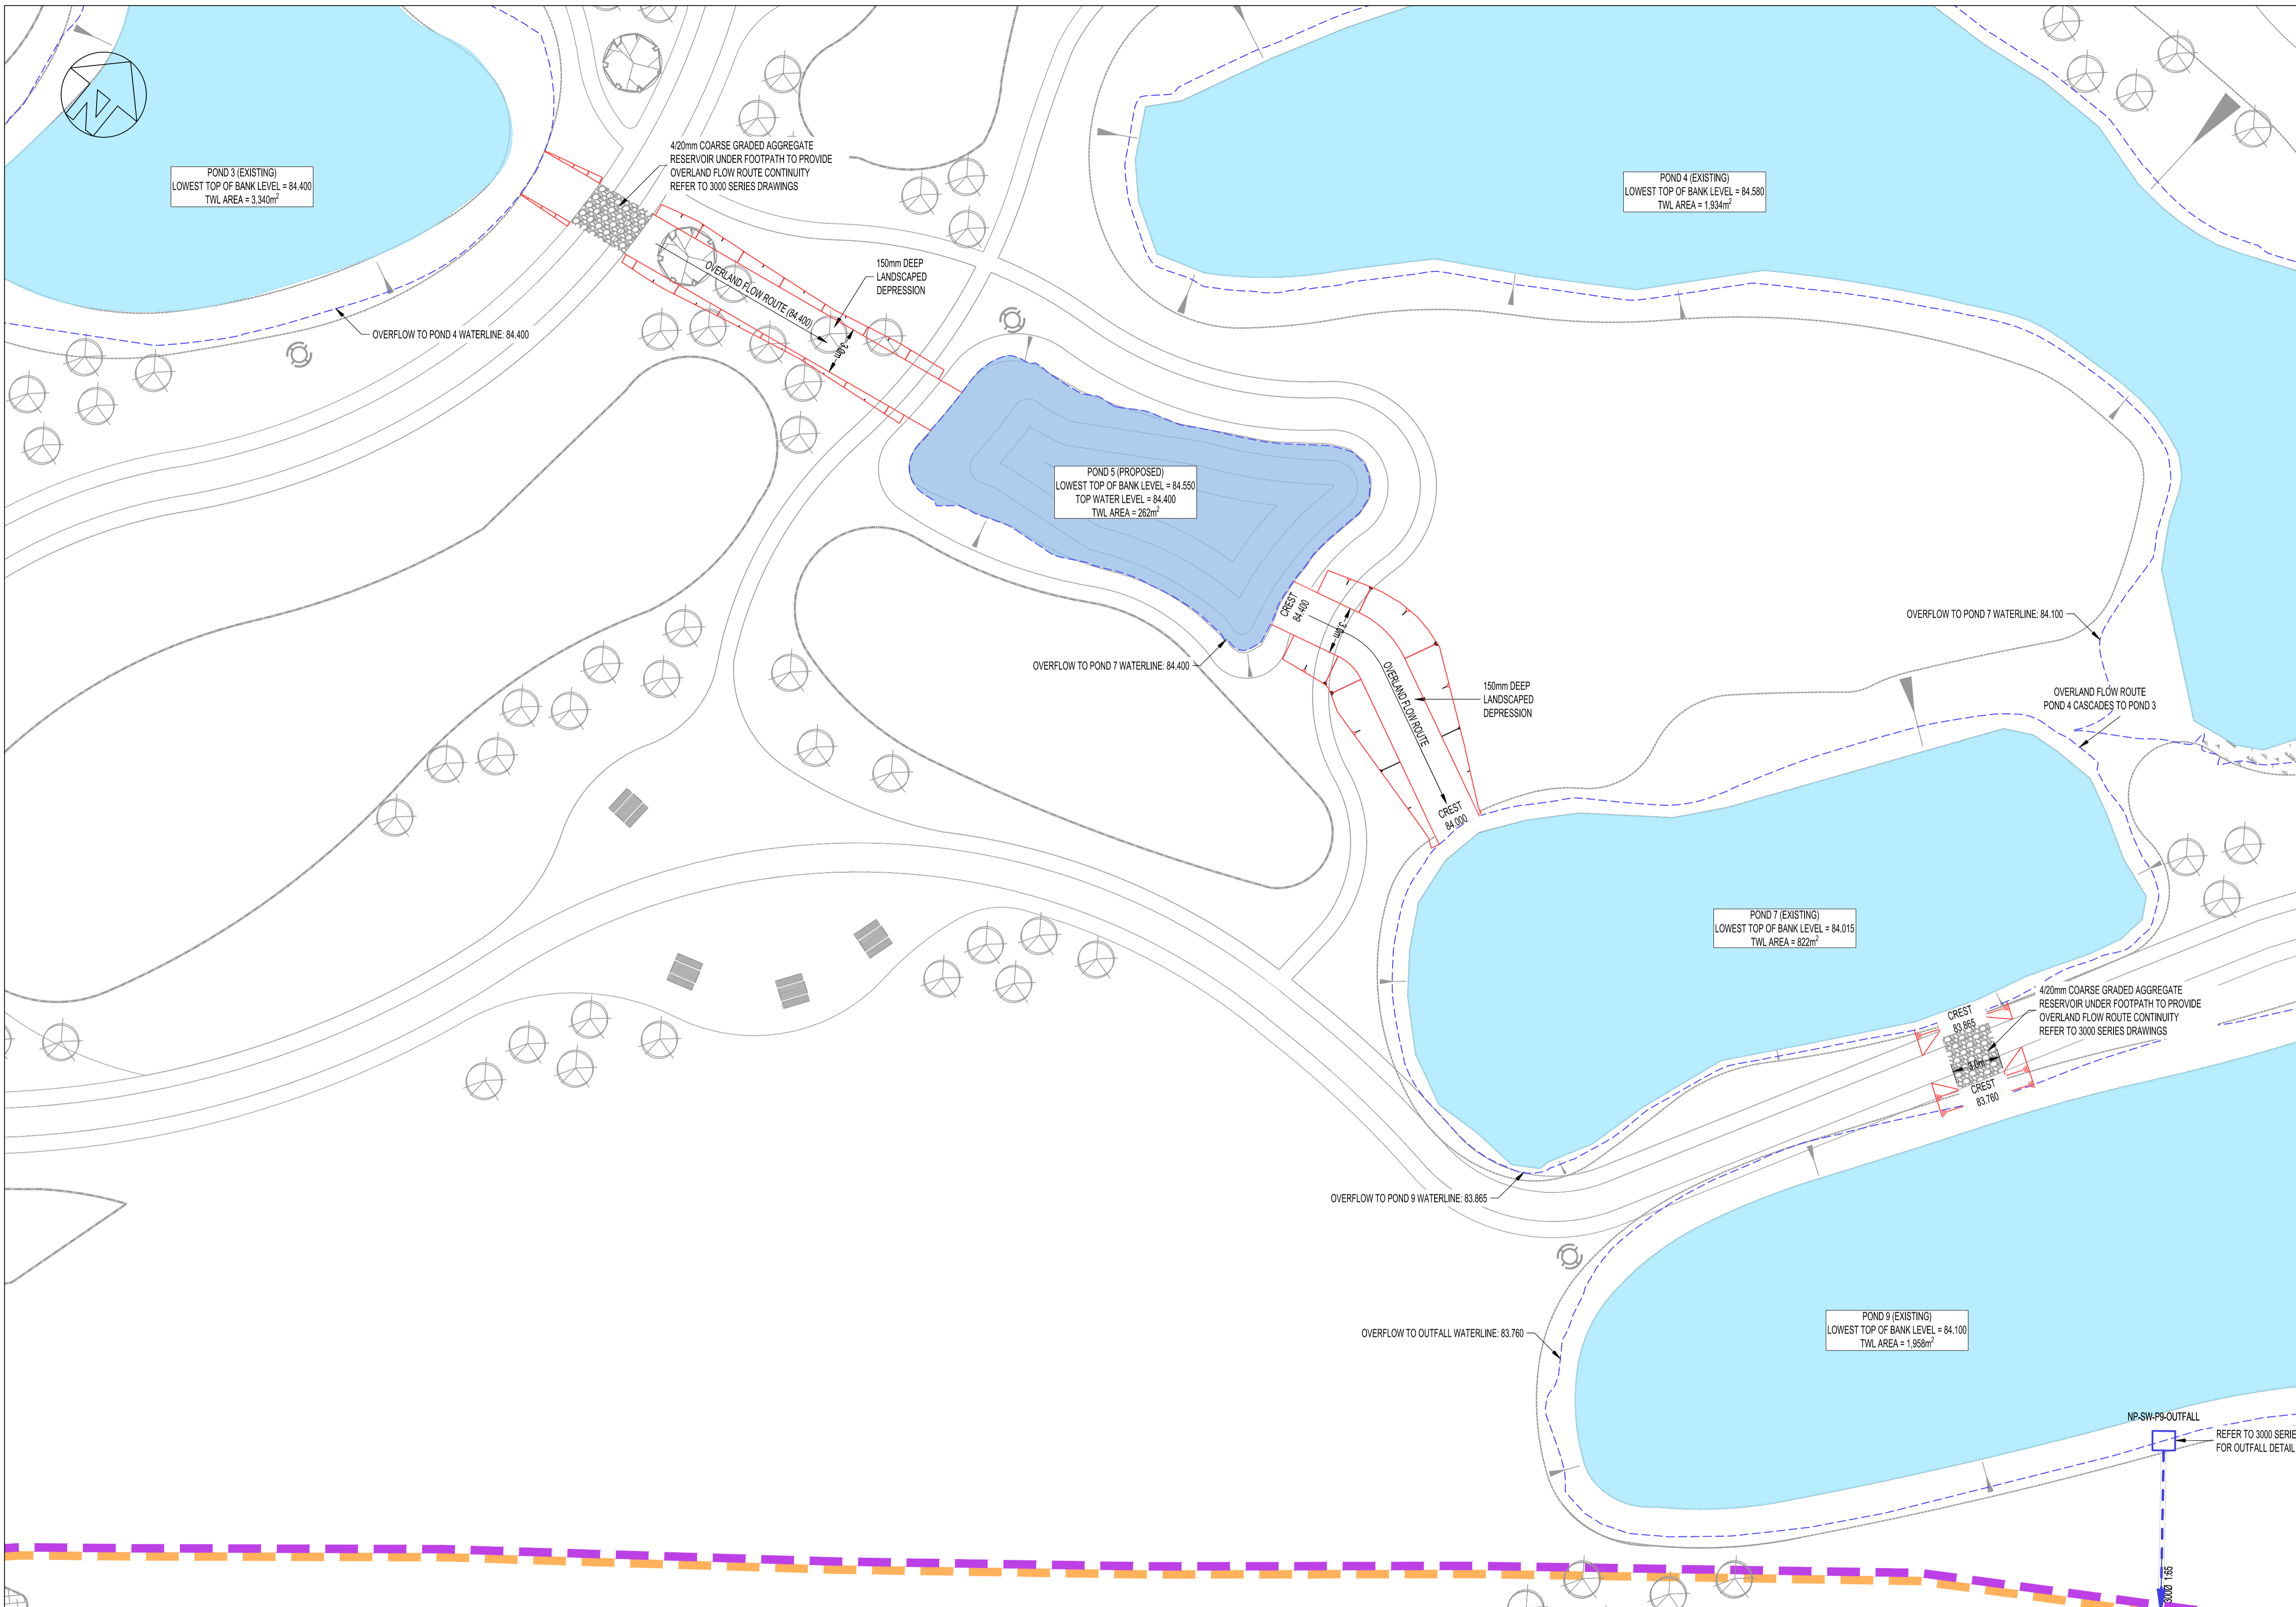 POND 3 (EXISTING)
LOWEST TOP OF BANK LEVEL = 84.400
TWL AREA = 3,340m²
4/20mm COARSE GRADED AGGREGATE
RESERVOIR UNDER FOOTPATH TO PROVIDE
OVERLAND FLOW ROUTE CONTINUITY
REFER TO 3000 SERIES DRAWINGS
POND 4 (EXISTING)
LOWEST TOP OF BANK LEVEL = 84.580
TWL AREA = 1,934m²
OVERFLOW TO POND 4 WATERLINE: 84.400
OVERLAND FLOW ROUTE (84.400)
150mm DEEP
LANDSCAPED
DEPRESSION
3.0m
POND 5 (PROPOSED)
LOWEST TOP OF BANK LEVEL = 84.550
TOP WATER LEVEL = 84.400
TWL AREA = 262m²
CREST
84.400
3.0m
OVERFLOW TO POND 7 WATERLINE: 84.400
OVERLAND FLOW ROUTE
150mm DEEP
LANDSCAPED
DEPRESSION
CREST
84.000
OVERFLOW TO POND 7 WATERLINE: 84.100
OVERLAND FLOW ROUTE
POND 4 CASCADES TO POND 3
POND 7 (EXISTING)
LOWEST TOP OF BANK LEVEL = 84.015
TWL AREA = 822m²
4/20mm COARSE GRADED AGGREGATE
RESERVOIR UNDER FOOTPATH TO PROVIDE
OVERLAND FLOW ROUTE CONTINUITY
REFER TO 3000 SERIES DRAWINGS
CREST
83.865
3.0m
CREST
83.760
OVERFLOW TO POND 9 WATERLINE: 83.865
OVERFLOW TO OUTFALL WATERLINE: 83.760
POND 9 (EXISTING)
LOWEST TOP OF BANK LEVEL = 84.100
TWL AREA = 1,958m²
NP-SW-P9-OUTFALL
REFER TO 3000 SERIE
FOR OUTFALL DETAIL
300Ø 1:65
N